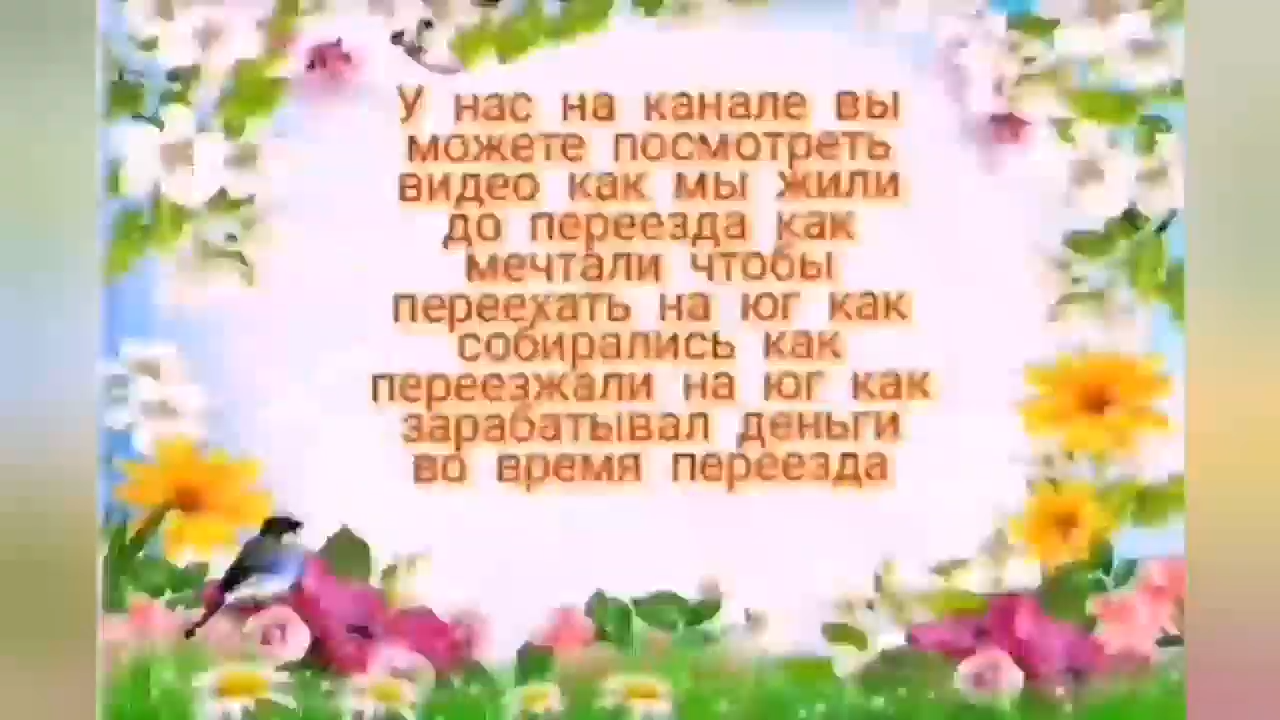 У нас на канале вы
можете посмотреть
видео как мы жили
до переезда как
мечтали чтобы
переехать на юг как
собирались как
переезжали на юг как
зарабатывал деньги
во время переезда